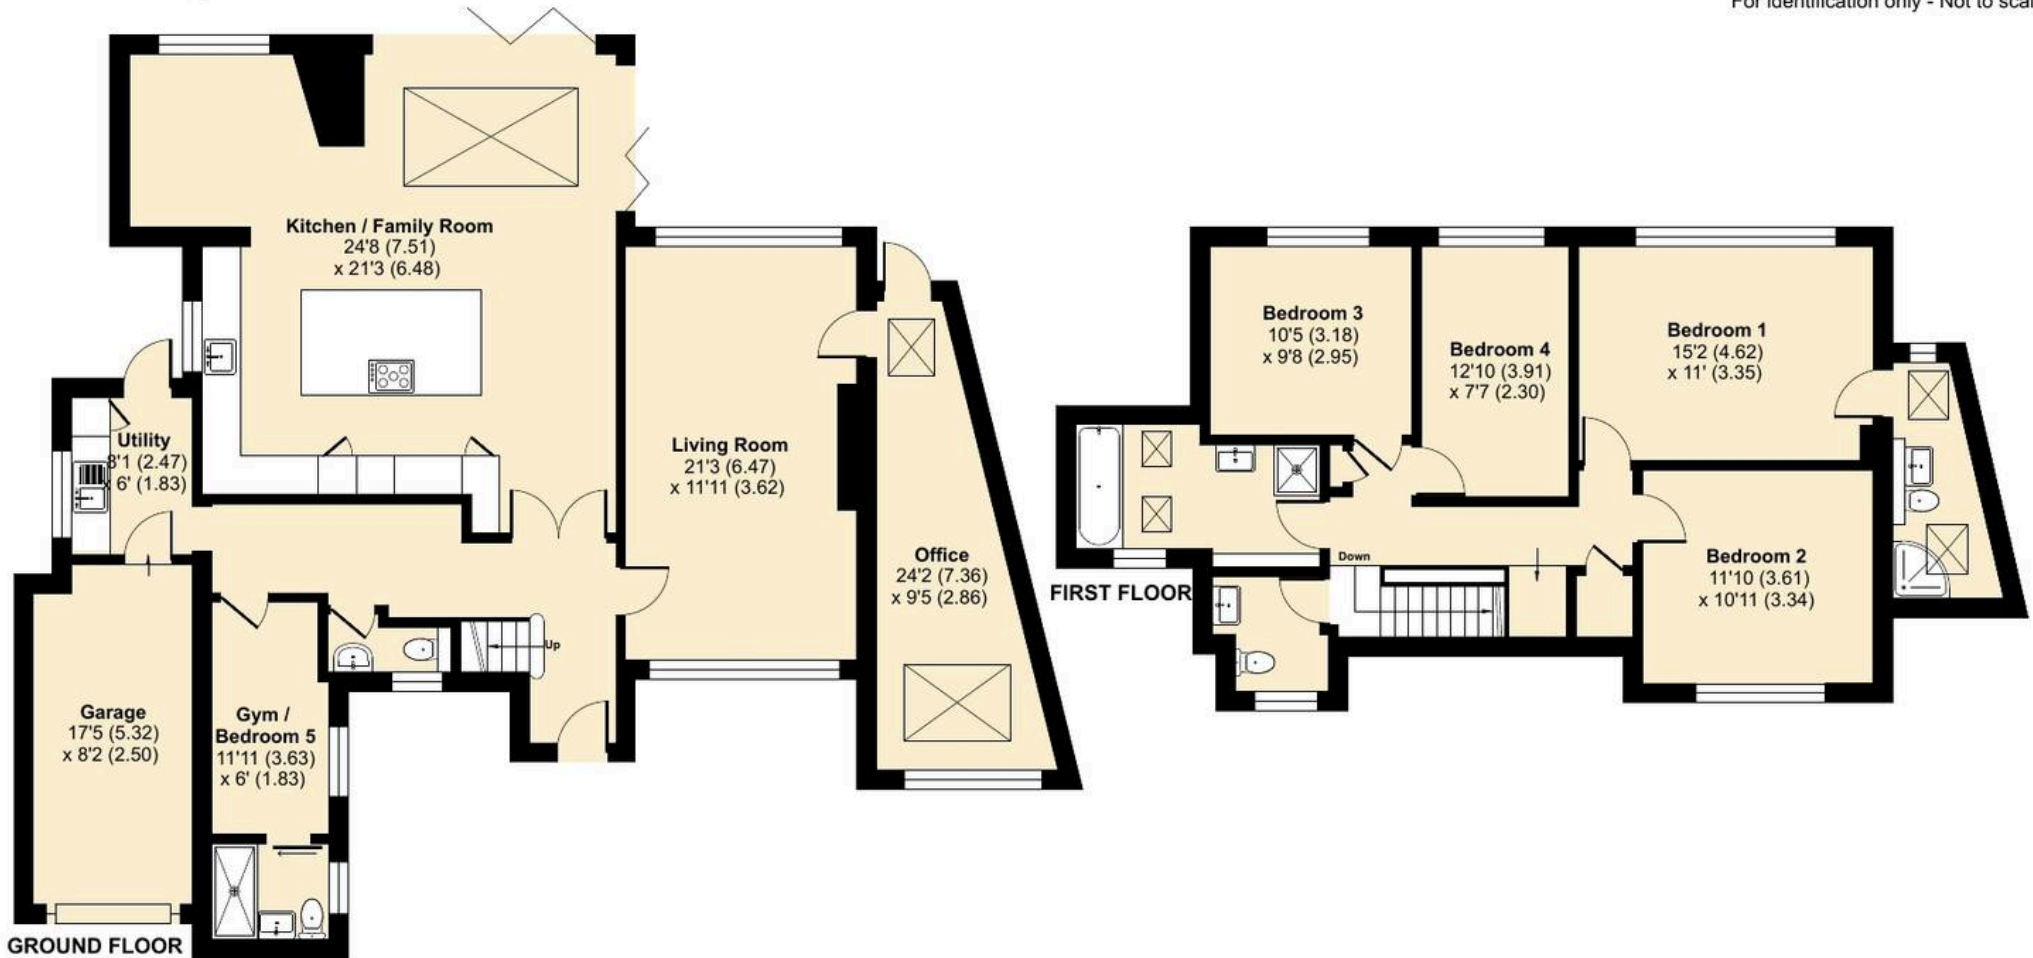 For identification only - Not to scal
Kitchen / Family Room
24'8 (7.51)
x 21'3 (6.48)
Utility
8'1 (2.47)
x 6' (1.83)
Living Room
21'3 (6.47)
x 11'11 (3.62)
Office
24'2 (7.36)
x 9'5 (2.86)
Up
Garage
17'5 (5.32)
x 8'2 (2.50)
Gym /
Bedroom 5
11'11 (3.63)
x 6' (1.83)
GROUND FLOOR
Bedroom 3
10'5 (3.18)
x 9'8 (2.95)
Bedroom 4
12'10 (3.91)
x 7'7 (2.30)
Bedroom 1
15'2 (4.62)
x 11' (3.35)
Down
Bedroom 2
11'10 (3.61)
x 10'11 (3.34)
FIRST FLOOR